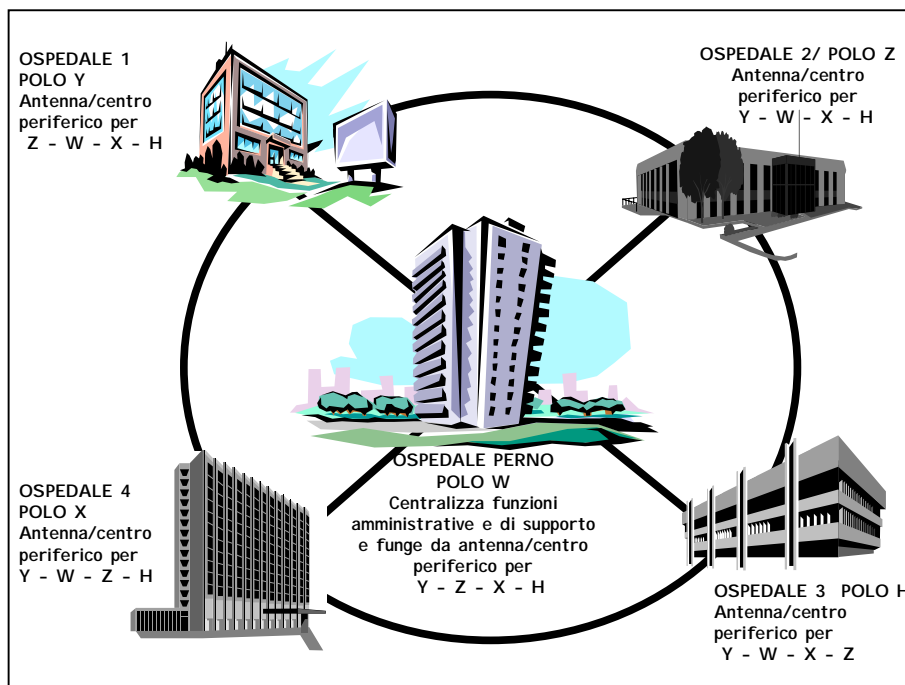 OSPEDALE 1
POLO Y
Antenna/centro
periferico per
Z - W - X - H
OSPEDALE 2/ POLO Z
Antenna/centro
periferico per
Y - W - X - H
OSPEDALE PERNO
POLO W
Centralizza funzioni
amministrative e di supporto
e funge da antenna/centro
periferico per
Y - Z - X - H
OSPEDALE 4
POLO X
Antenna/centro
periferico per
Y - W - Z - H
OSPEDALE 3 POLO H
Antenna/centro
periferico per
Y - W - X - Z